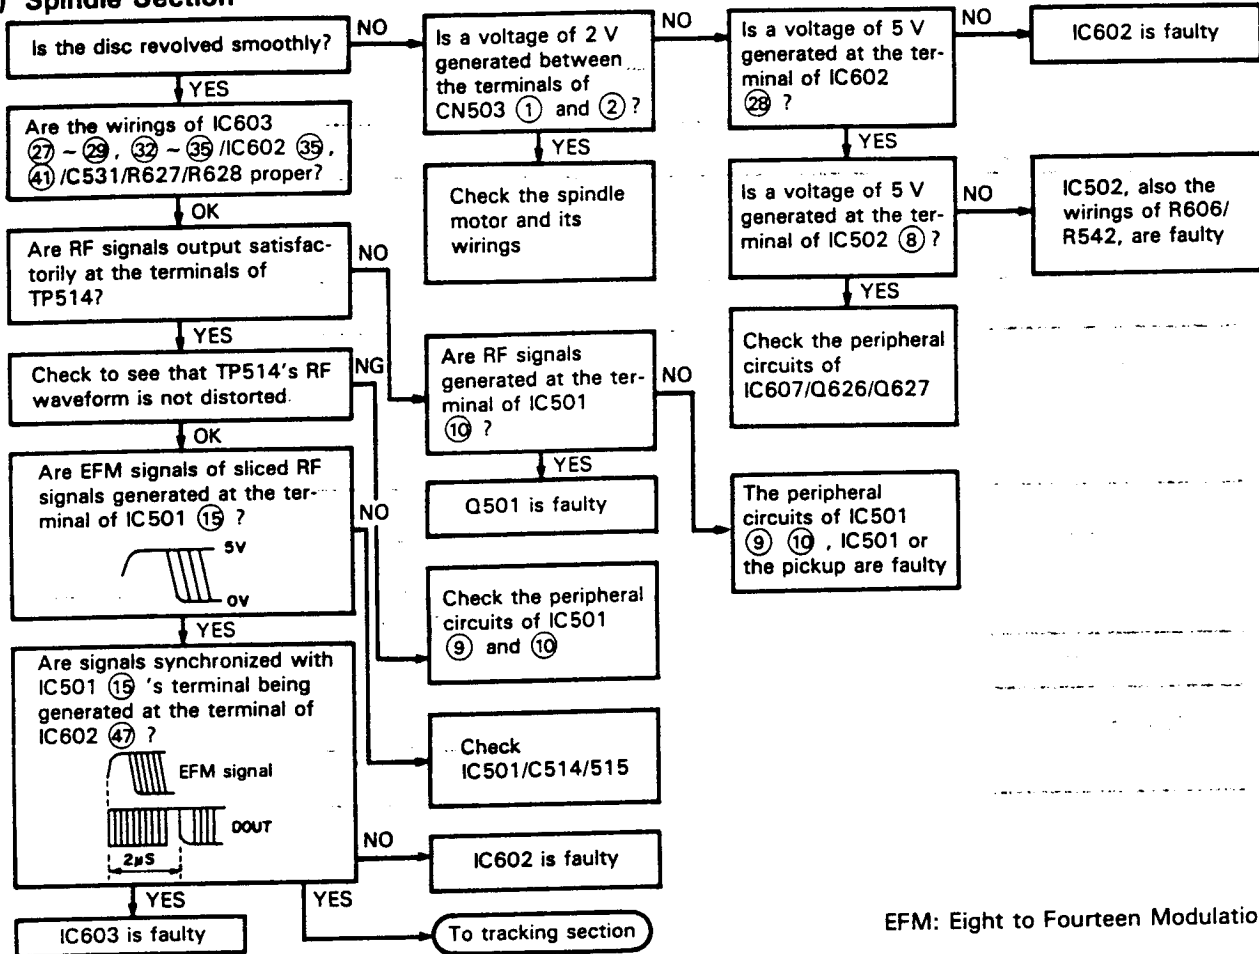 ) Spindle Section
Is the disc revolved smoothly?
NO
YES
Are the wirings of IC603
㉗ ~ ㉙, ㉜ ~ ㉟ /IC602 ㉟,
㊶ /C531/R627/R628 proper?
OK
Are RF signals output satisfac-
torily at the terminals of
TP514?
NO
YES
Check to see that TP514's RF
waveform is not distorted.
NG
OK
Are EFM signals of sliced RF
signals generated at the ter-
minal of IC501 ⑮ ?
5V
0V
NO
YES
Are signals synchronized with
IC501 ⑮ 's terminal being
generated at the terminal of
IC602 ㊼ ?
EFM signal
DOUT
2μS
NO
YES
YES
IC603 is faulty
To tracking section
Is a voltage of 2 V
generated between
the terminals of
CN503 ① and ② ?
NO
YES
Check the spindle
motor and its
wirings
Are RF signals
generated at the ter-
minal of IC501
⑩ ?
NO
YES
Q501 is faulty
Check the peripheral
circuits of IC501
⑨ and ⑩
Check
IC501/C514/515
IC602 is faulty
Is a voltage of 5 V
generated at the ter-
minal of IC602
㉘ ?
NO
YES
IC602 is faulty
Is a voltage of 5 V
generated at the ter-
minal of IC502 ⑧ ?
NO
YES
IC502, also the
wirings of R606/
R542, are faulty
Check the peripheral
circuits of
IC607/Q626/Q627
The peripheral
circuits of IC501
⑨ ⑩ , IC501 or
the pickup are faulty
EFM: Eight to Fourteen Modulatio